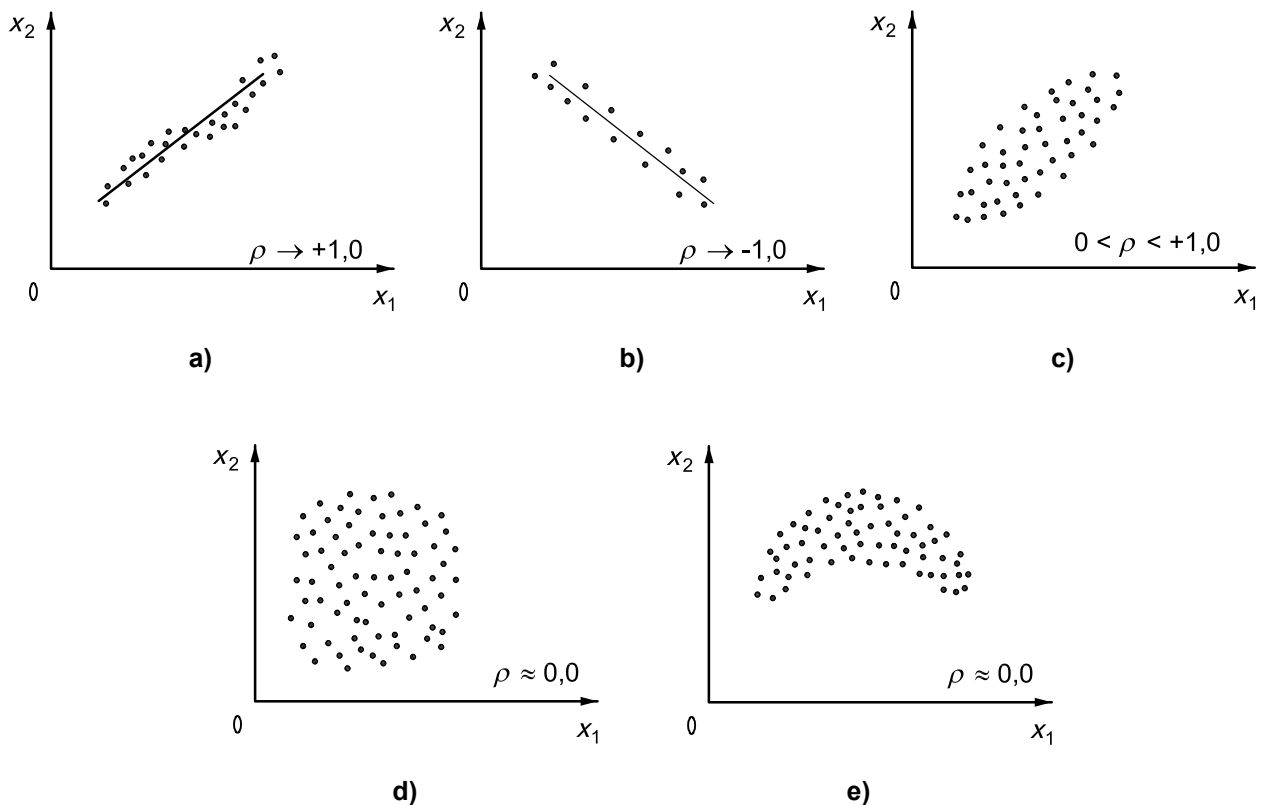 x2
ρ → +1,0
0
x1
a)
x2
ρ → -1,0
0
x1
b)
x2
0 < ρ < +1,0
0
x1
c)
x2
ρ ≈ 0,0
0
x1
d)
x2
ρ ≈ 0,0
0
x1
e)